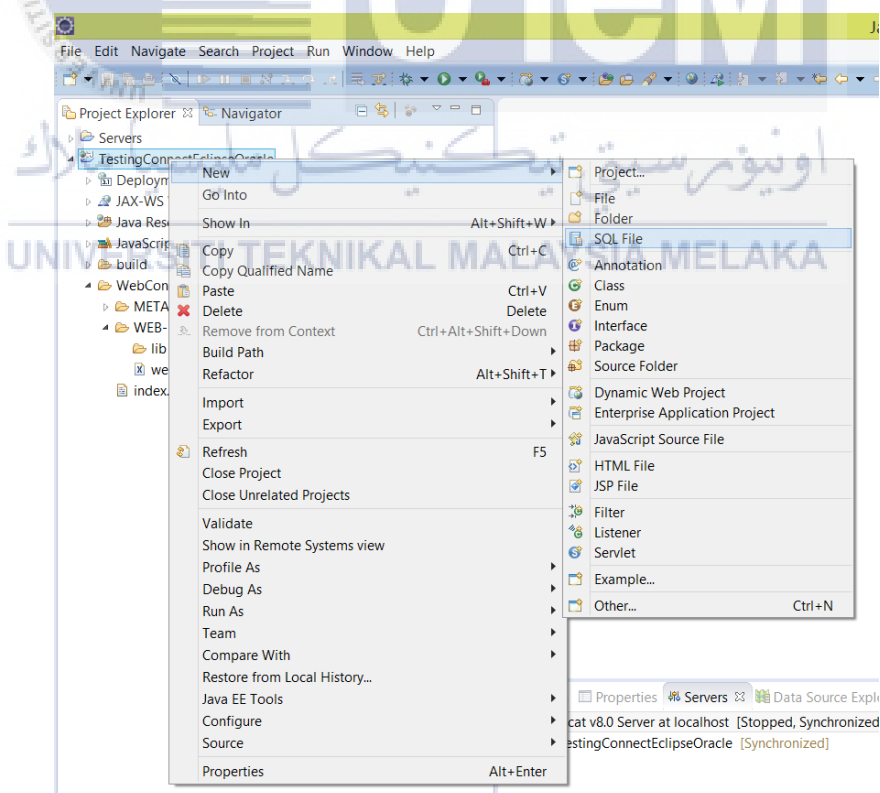 UTeM
Ja
File Edit Navigate Search Project Run Window Help
Project Explorer Navigator
Servers
TestingConnectEclipseOracle
Deploym
JAX-WS
Java Res
JavaScrip
build
WebCon
META
WEB-
lib
we
index.
New
Go Into
Show In Alt+Shift+W
Copy Ctrl+C
Copy Qualified Name
Paste Ctrl+V
Delete Delete
Remove from Context Ctrl+Alt+Shift+Down
Build Path
Refactor Alt+Shift+T
Import
Export
Refresh F5
Close Project
Close Unrelated Projects
Validate
Show in Remote Systems view
Profile As
Debug As
Run As
Team
Compare With
Restore from Local History...
Java EE Tools
Configure
Source
Properties Alt+Enter
Project...
File
Folder
SQL File
Annotation
Class
Enum
Interface
Package
Source Folder
Dynamic Web Project
Enterprise Application Project
JavaScript Source File
HTML File
JSP File
Filter
Listener
Servlet
Example...
Other... Ctrl+N
اونيۏرسيتي تيكنيكل مليسيا ملاك
UNIVERSITI TEKNIKAL MALAYSIA MELAKA
Properties Servers Data Source Explo
cat v8.0 Server at localhost [Stopped, Synchronized
estingConnectEclipseOracle [Synchronized]